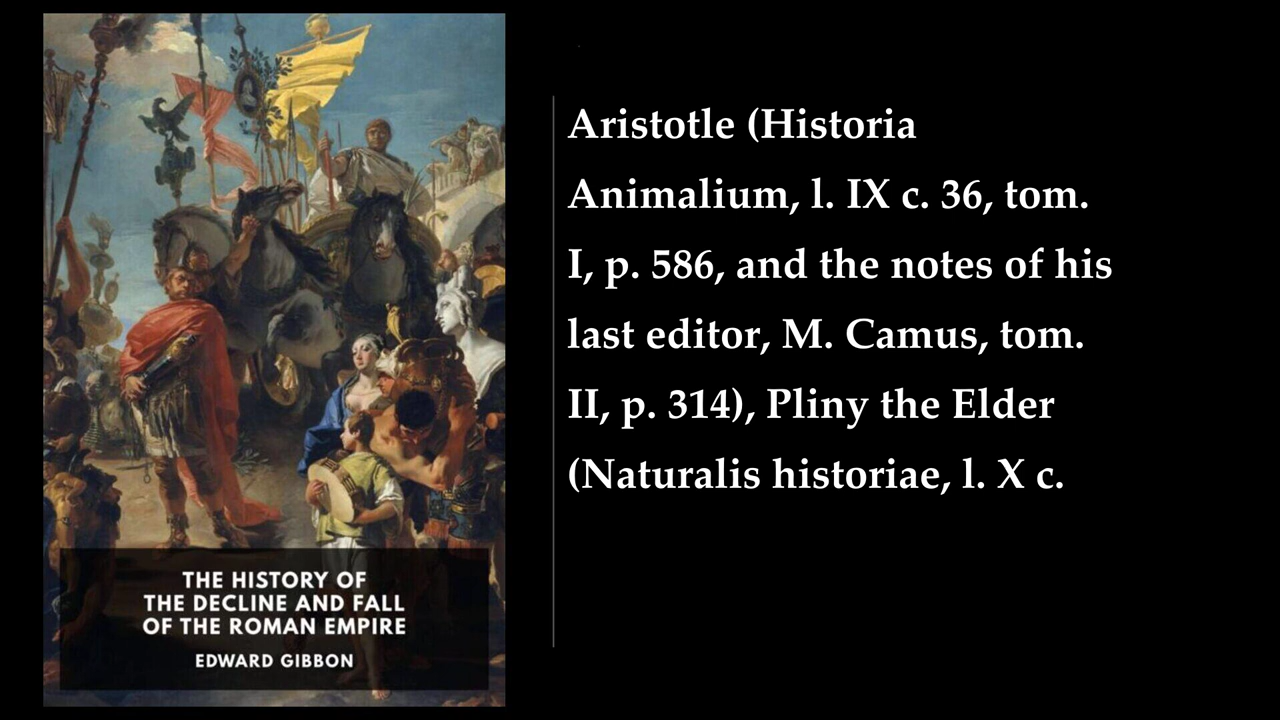 Aristotle (Historia
Animalium, l. IX c. 36, tom.
I, p. 586, and the notes of his
last editor, M. Camus, tom.
II, p. 314), Pliny the Elder
(Naturalis historiae, l. X c.
THE HISTORY OF
THE DECLINE AND FALL
OF THE ROMAN EMPIRE
EDWARD GIBBON